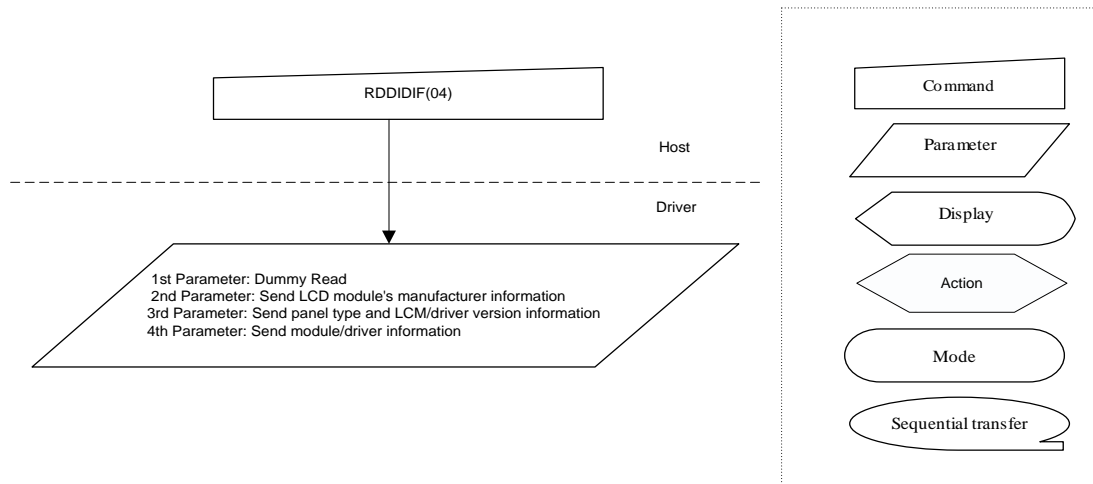 RDDIDIF(04)
Host
Driver
1st Parameter: Dummy Read
2nd Parameter: Send LCD module's manufacturer information
3rd Parameter: Send panel type and LCM/driver version information
4th Parameter: Send module/driver information
Command
Parameter
Display
Action
Mode
Sequential transfer